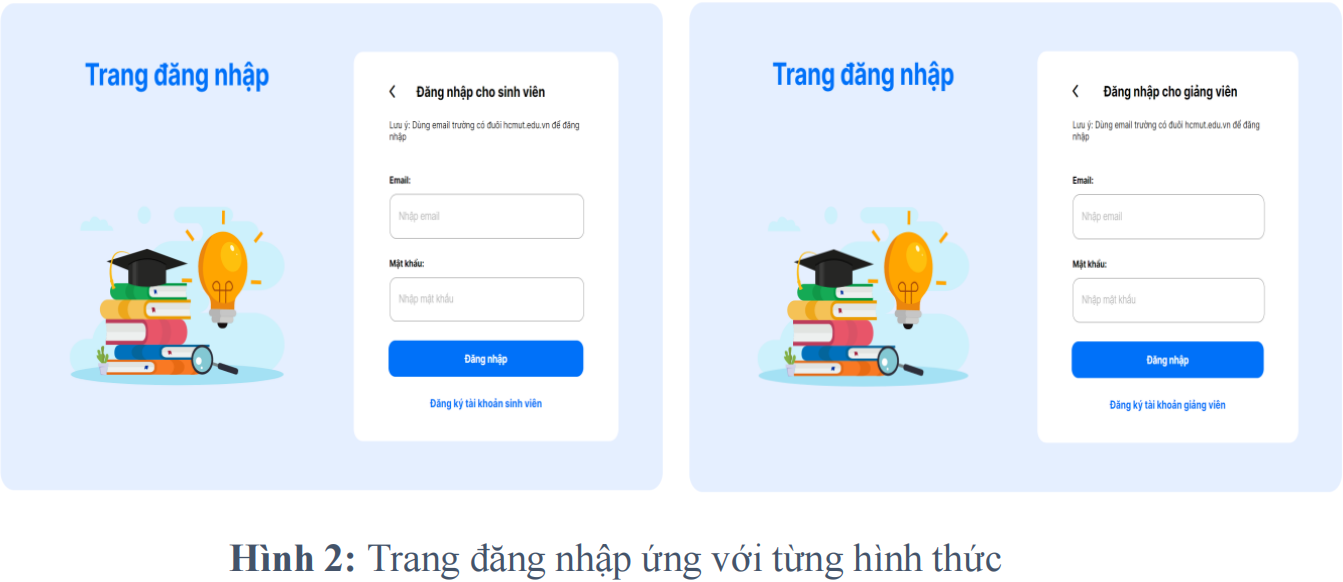 Trang đăng nhập
Đăng nhập cho sinh viên
Lưu ý: Dùng email trường có đuôi hcmut.edu.vn để đăng
nhập
Email:
Nhập email
Mật khẩu:
Nhập mật khẩu
Đăng nhập
Đăng ký tài khoản sinh viên
Trang đăng nhập
Đăng nhập cho giảng viên
Lưu ý: Dùng email trường có đuôi hcmut.edu.vn để đăng
nhập
Email:
Nhập email
Mật khẩu:
Nhập mật khẩu
Đăng nhập
Đăng ký tài khoản giảng viên
Hình 2: Trang đăng nhập ứng với từng hình thức